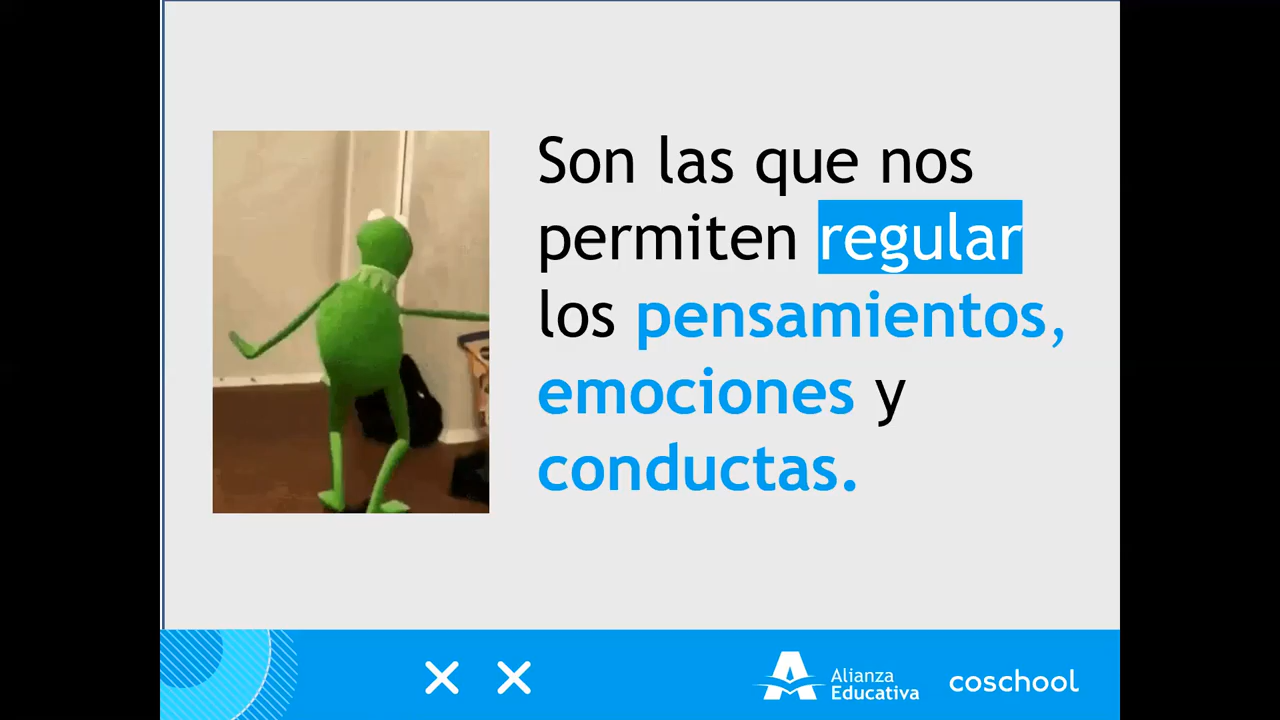 Son las que nos
permiten regular
los pensamientos,
emociones y
conductas.
Alianza
Educativa
coschool